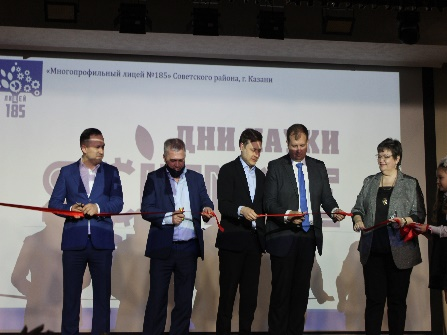 «Многопрофильный лицей №185» Советского района, г. Казани
ЛИЦЕЙ
185
ДНИ НАУКИ